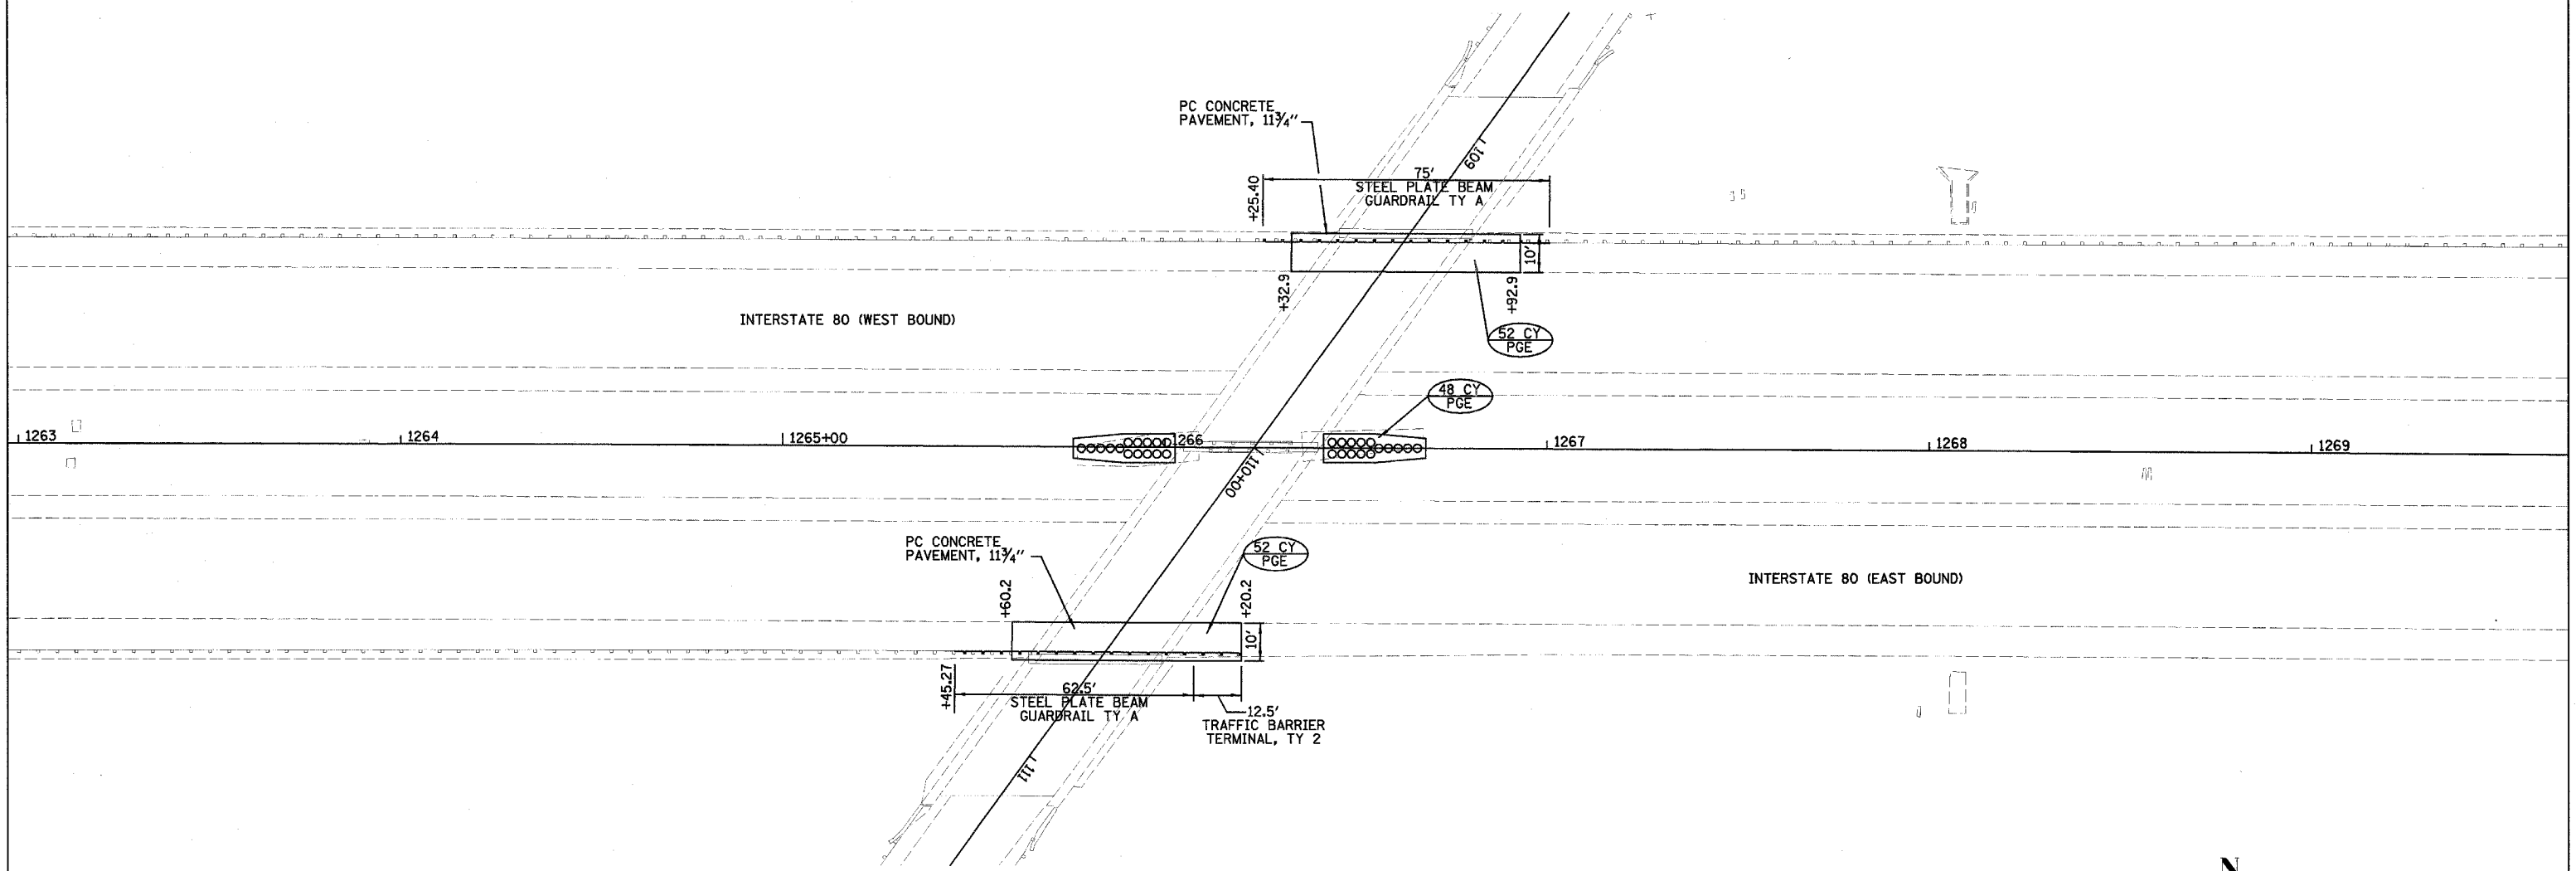 PC CONCRETE
PAVEMENT, 11¾"
109
75'
STEEL PLATE BEAM
GUARDRAIL TY A
+25.40
10'
+32.9
+92.9
INTERSTATE 80 (WEST BOUND)
52 CY
PGE
48 CY
PGE
1263
1264
1265+00
1266
1267
1268
1269
110+00
PC CONCRETE
PAVEMENT, 11¾"
52 CY
PGE
+60.2
+20.2
INTERSTATE 80 (EAST BOUND)
10'
+45.27
62.5'
STEEL PLATE BEAM
GUARDRAIL TY A
12.5'
TRAFFIC BARRIER
TERMINAL, TY 2
111
N